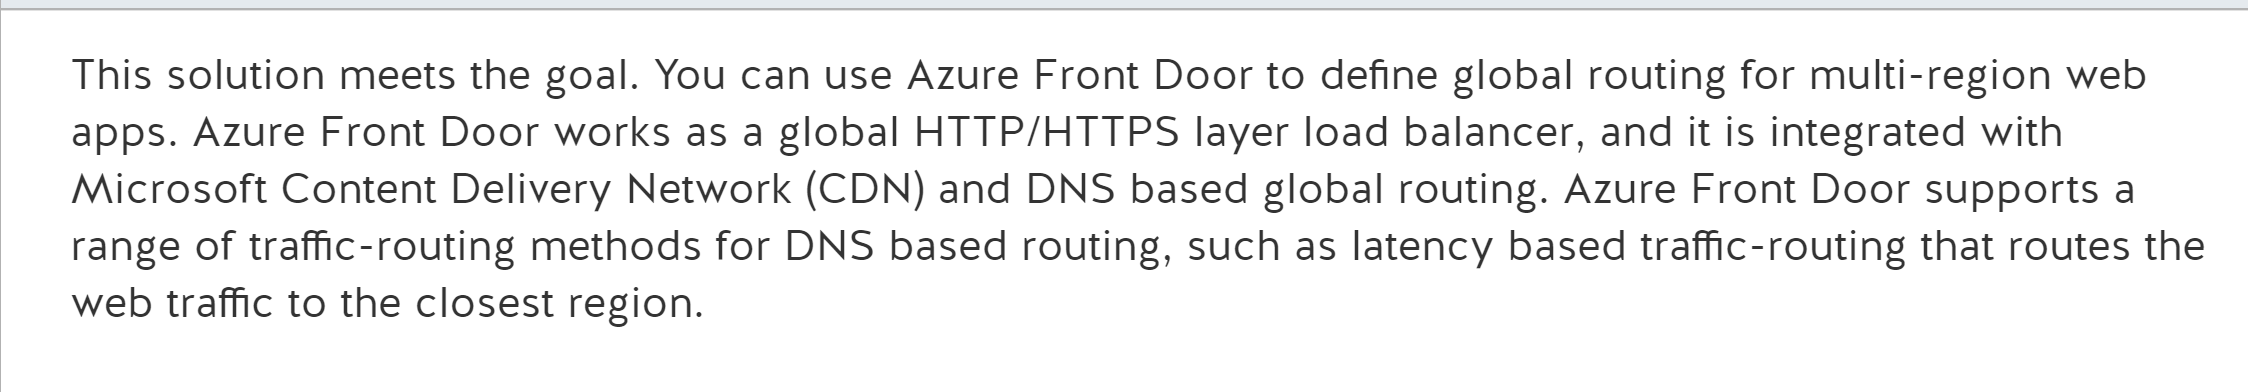 This solution meets the goal. You can use Azure Front Door to define global routing for multi-region web
apps. Azure Front Door works as a global HTTP/HTTPS layer load balancer, and it is integrated with
Microsoft Content Delivery Network (CDN) and DNS based global routing. Azure Front Door supports a
range of traffic-routing methods for DNS based routing, such as latency based traffic-routing that routes the
web traffic to the closest region.